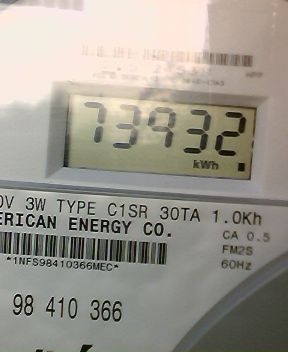 73932
kWh
0V 3W TYPE C1SR 30TA 1.0Kh
ERICAN ENERGY CO.
CA 0.5
FM2S
*1NFS98410366MEC*
60Hz
98 410 366